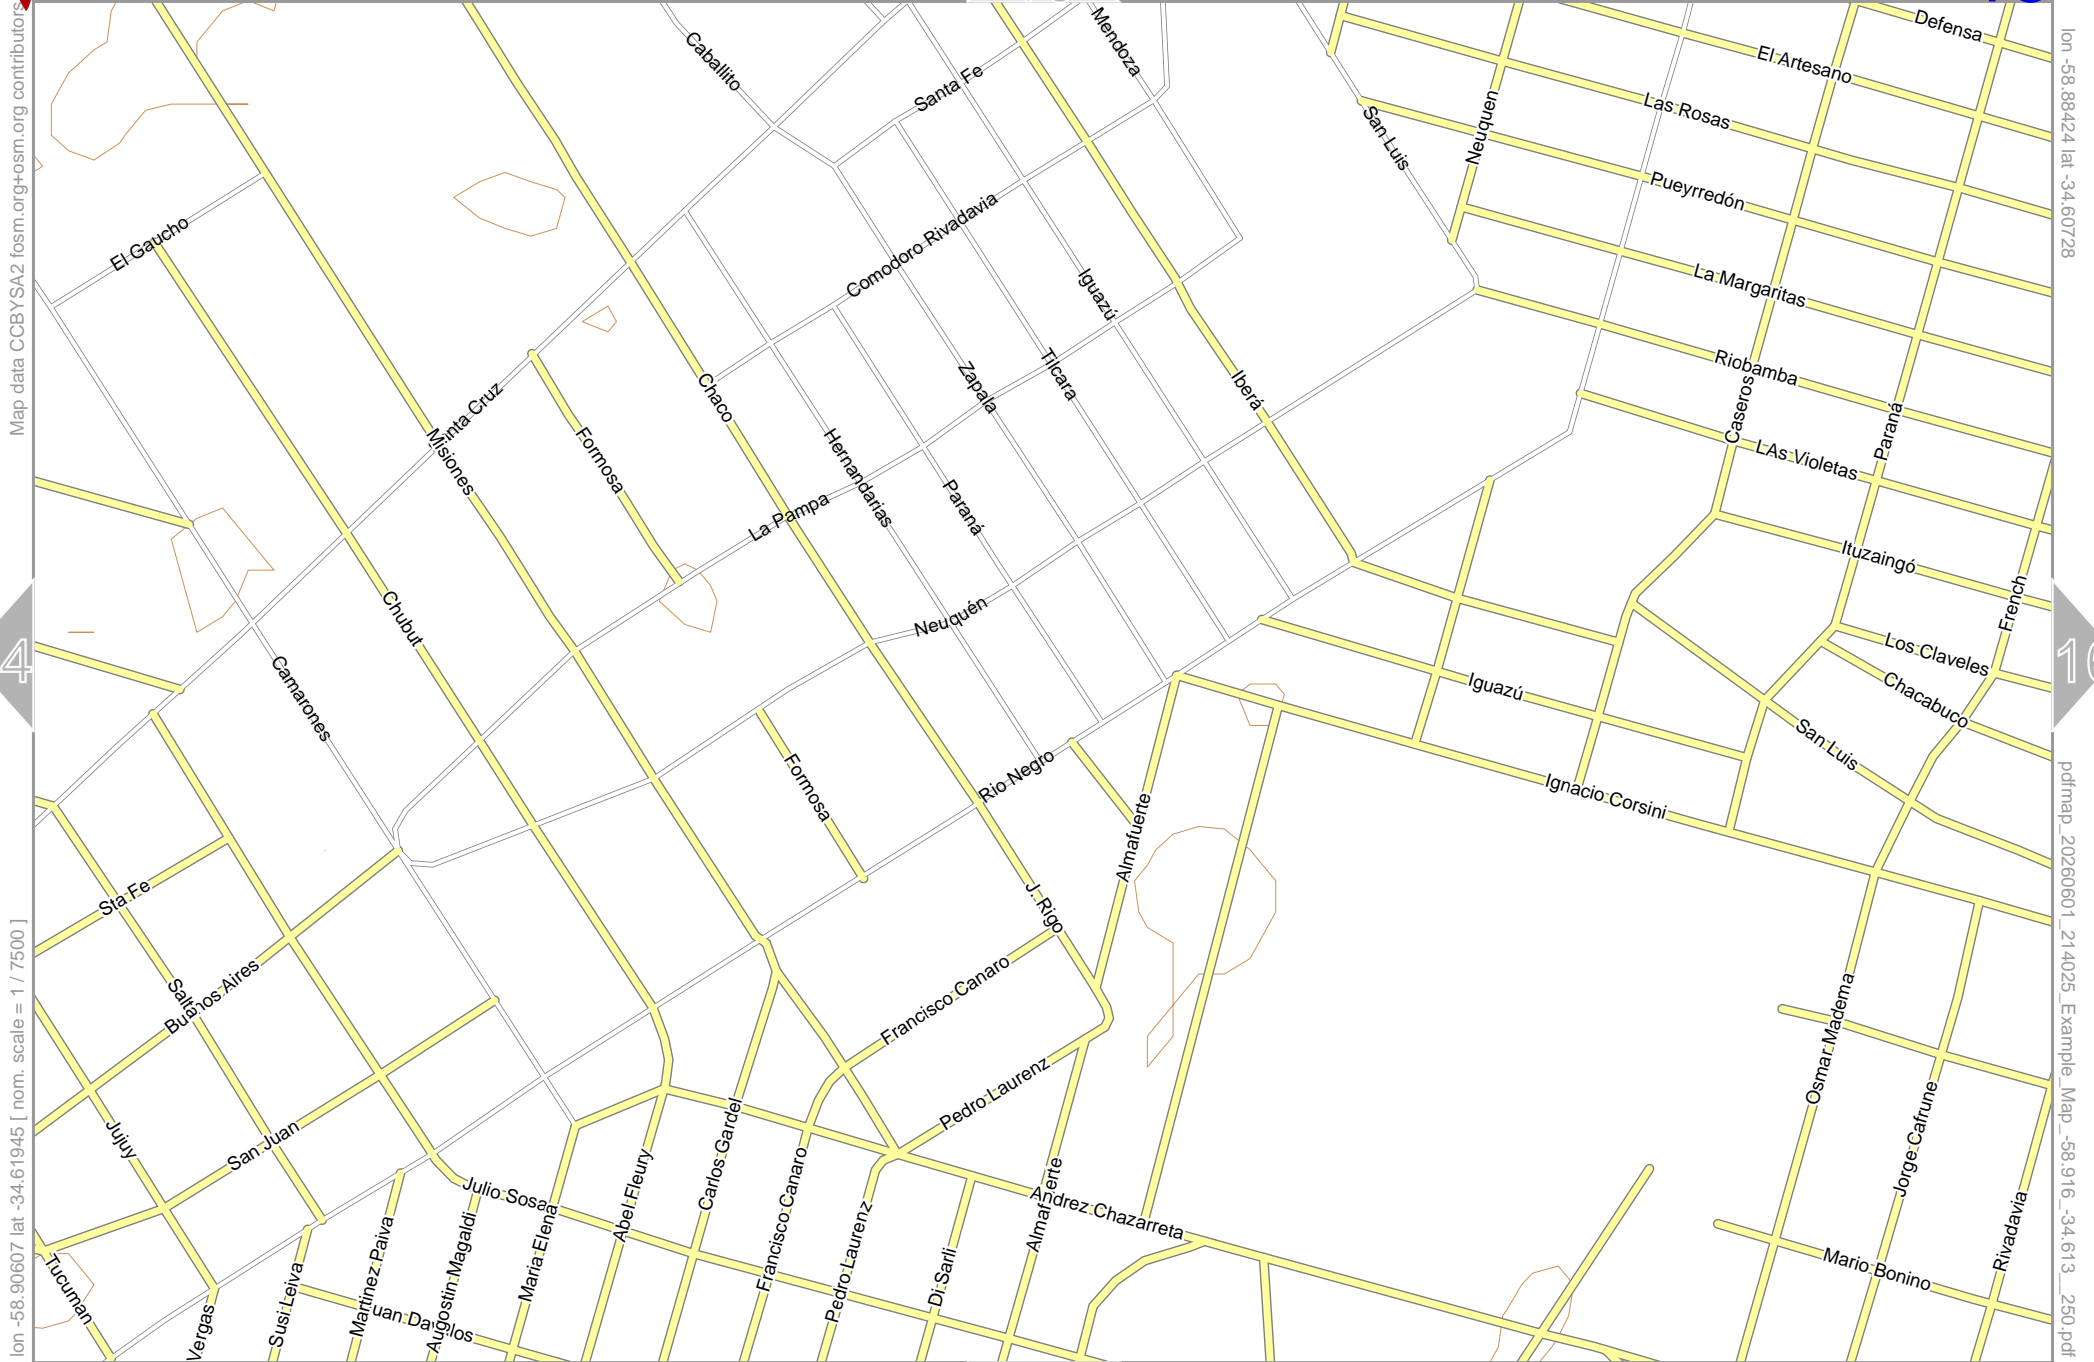 Map data CCBYSA2 fosm.org+osm.org contributors
lon -58.90607 lat -34.61945 [ nom. scale = 1 / 7500 ]
lon -58.88424 lat -34.60728
pdfmap_20260601_214025_Example_Map_-58.916_-34.613__250.pdf
4
Defensa
El Artesano
Mendoza
Caballito
Santa Fe
Las Rosas
Neuquen
San Luis
Pueyrredón
El Gaucho
Comodoro Rivadavia
Iguazú
La Margaritas
Riobamba
Caseros
Paraná
Iberá
Tilcara
Zapala
Chaco
Misiones
Formosa
Hernandarias
Paraná
La Pampa
LAs Violetas
Ituzaingó
French
Chubut
Neuquén
Los Claveles
Chacabuco
Camarones
Iguazú
San Luis
Formosa
Rio Negro
Ignacio Corsini
Almafuerte
Sta Fe
J. Rigo
Salta
Buenos Aires
Francisco Canaro
Osmar Madema
Pedro Laurenz
Jujuy
San Juan
Carlos Gardel
Jorge Cafrune
Julio Sosa
Abel Fleury
Francisco Canaro
Andrez Chazarreta
Maria Elena
Pedro Laurenz
Di Sarli
Rivadavia
Mario Bonino
Tucuman
Vergas
Susi Leiva
Martinez Paiva
Augostin Magaldi